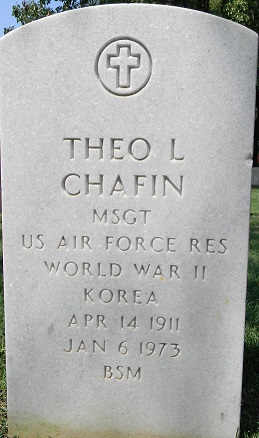 THEO L
CHAFIN
MSGT
US AIR FORCE RES
WORLD WAR II
KOREA
APR 14 1911
JAN 6 1973
BSM